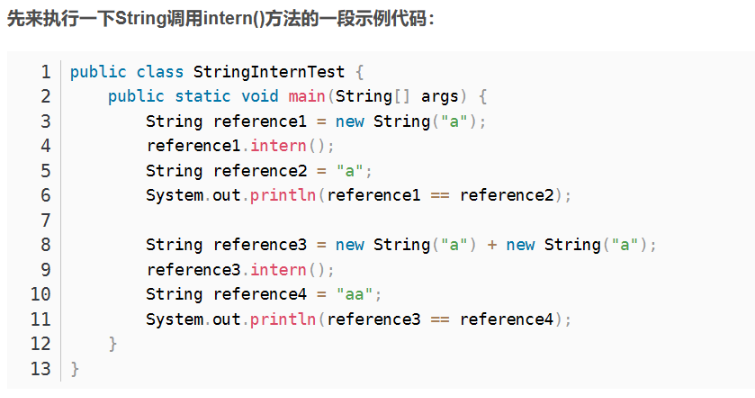 先来执行一下String调用intern()方法的一段示例代码：
1 public class StringInternTest {
2     public static void main(String[] args) {
3         String reference1 = new String("a");
4         reference1.intern();
5         String reference2 = "a";
6         System.out.println(reference1 == reference2);
7
8         String reference3 = new String("a") + new String("a");
9         reference3.intern();
10         String reference4 = "aa";
11         System.out.println(reference3 == reference4);
12     }
13 }